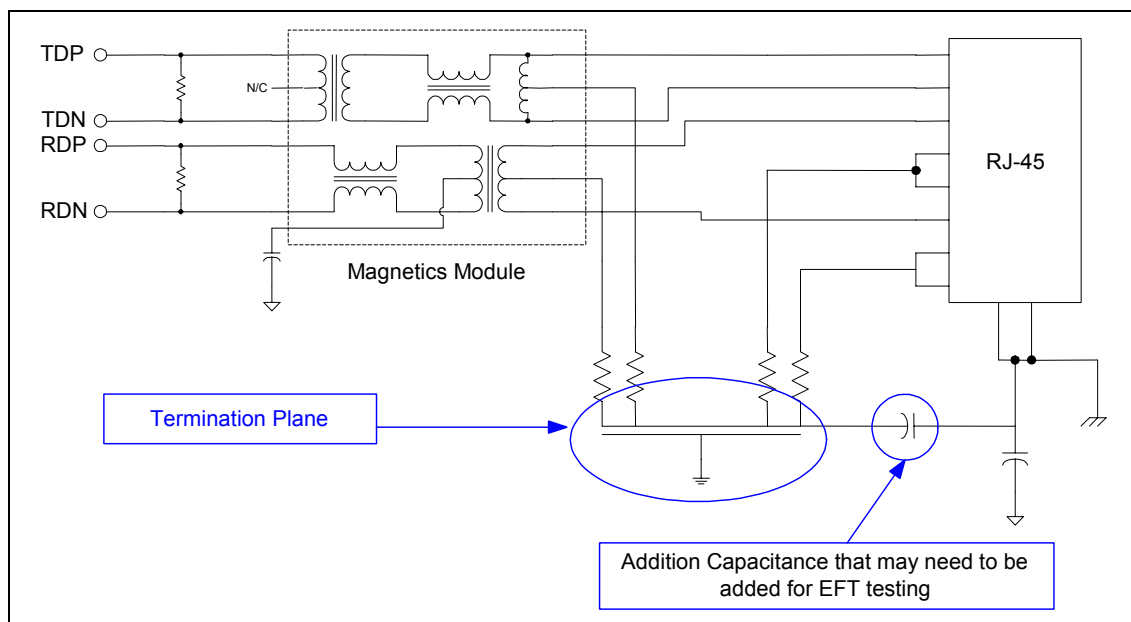 TDP
N/C
TDN
RDP
RDN
RJ-45
Magnetics Module
Termination Plane
Addition Capacitance that may need to be
added for EFT testing